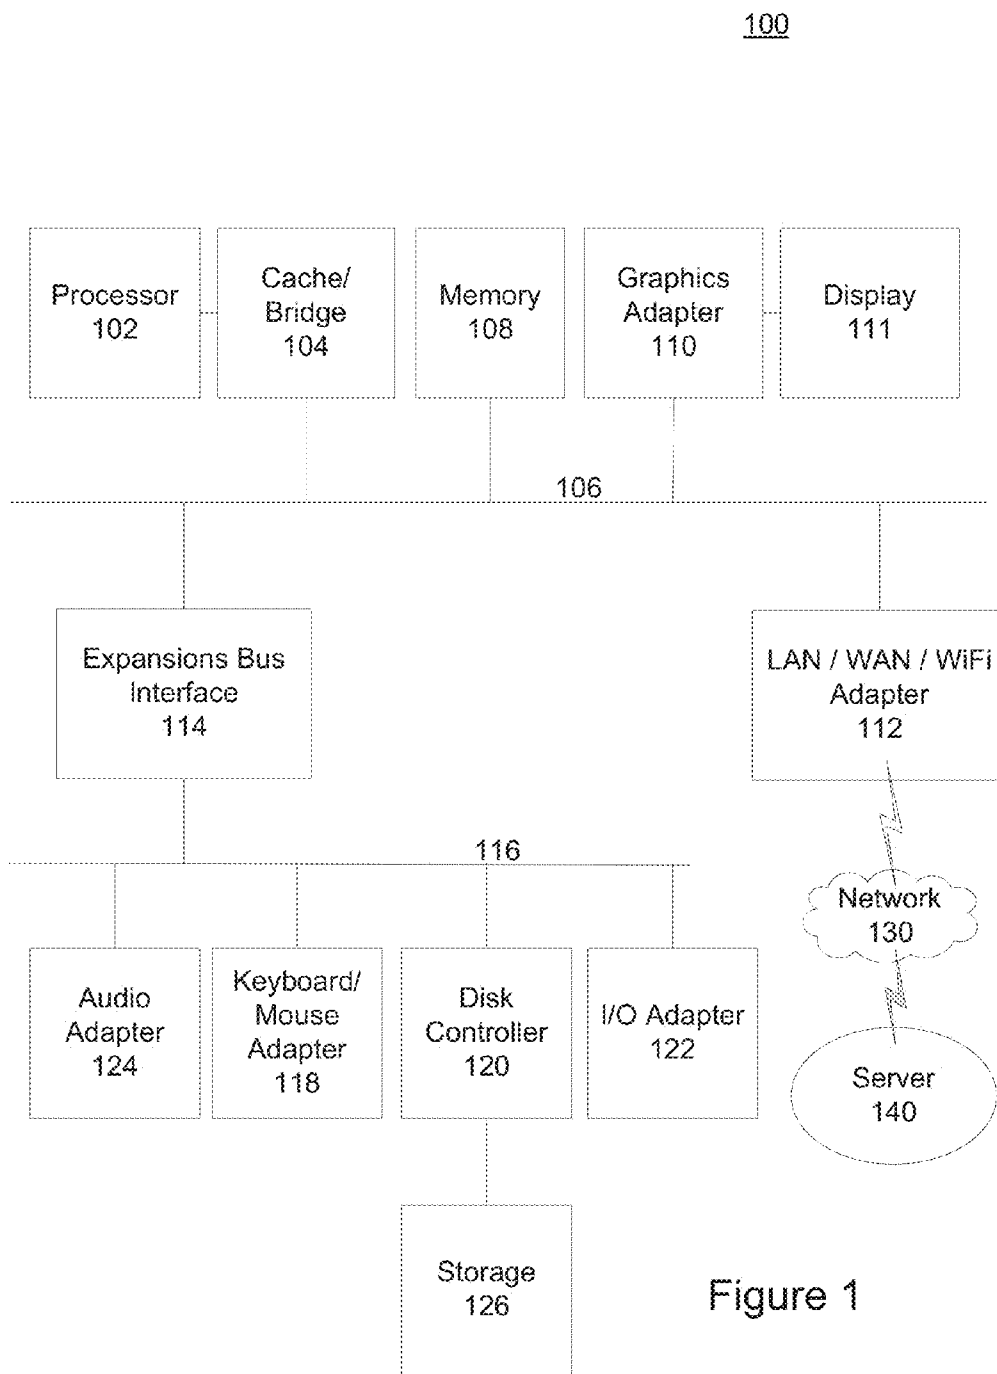 100
Processor
102
Cache/
Bridge
104
Memory
108
Graphics
Adapter
110
Display
111
106
Expansions Bus
Interface
114
LAN / WAN / WiFi
Adapter
112
116
Network
130
Audio
Adapter
124
Keyboard/
Mouse
Adapter
118
Disk
Controller
120
I/O Adapter
122
Server
140
Storage
126
Figure 1